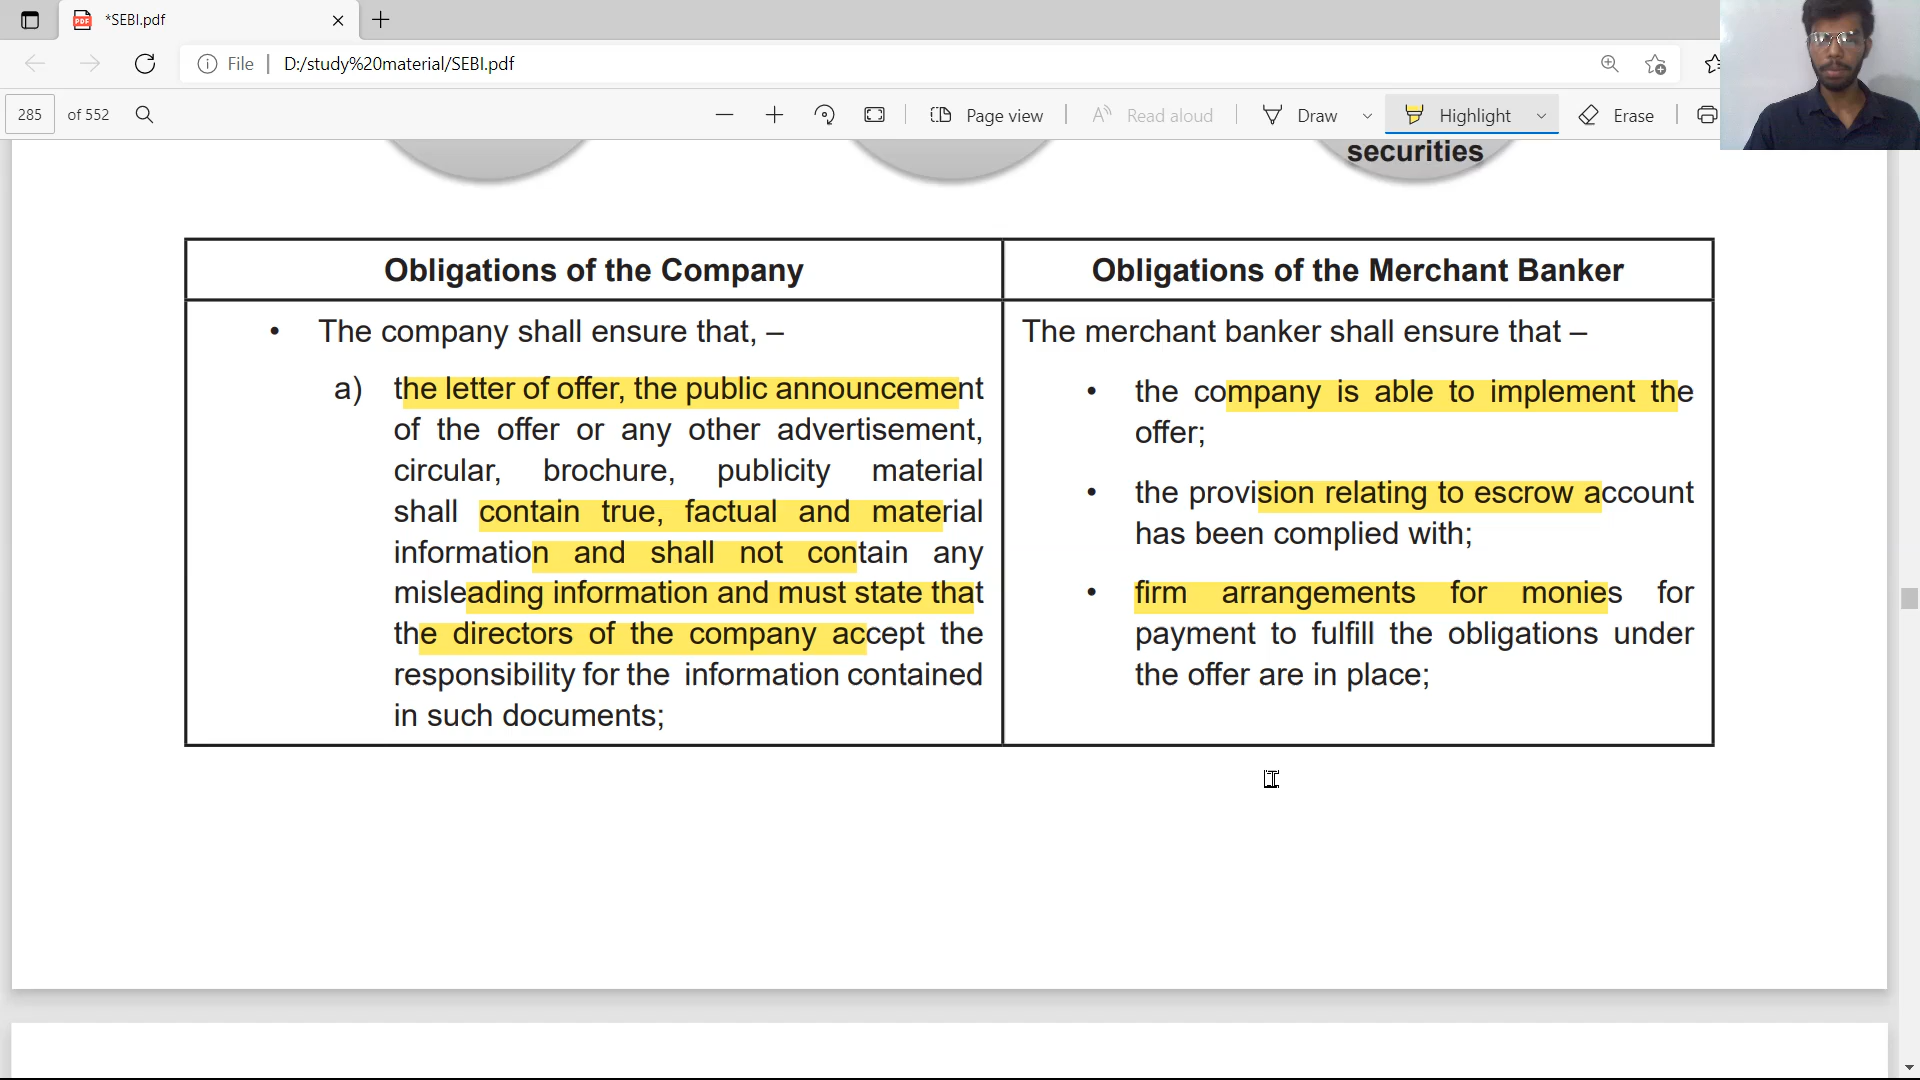 *SEBI.pdf
File | D:/study%20material/SEBI.pdf
285 of 552 Page view Read aloud Draw Highlight Erase
securities
Obligations of the Company
• The company shall ensure that, –
a) the letter of offer, the public announcement
of the offer or any other advertisement,
circular, brochure, publicity material
shall contain true, factual and material
information and shall not contain any
misleading information and must state that
the directors of the company accept the
responsibility for the information contained
in such documents;
Obligations of the Merchant Banker
The merchant banker shall ensure that –
• the company is able to implement the
offer;
• the provision relating to escrow account
has been complied with;
• firm arrangements for monies for
payment to fulfill the obligations under
the offer are in place;